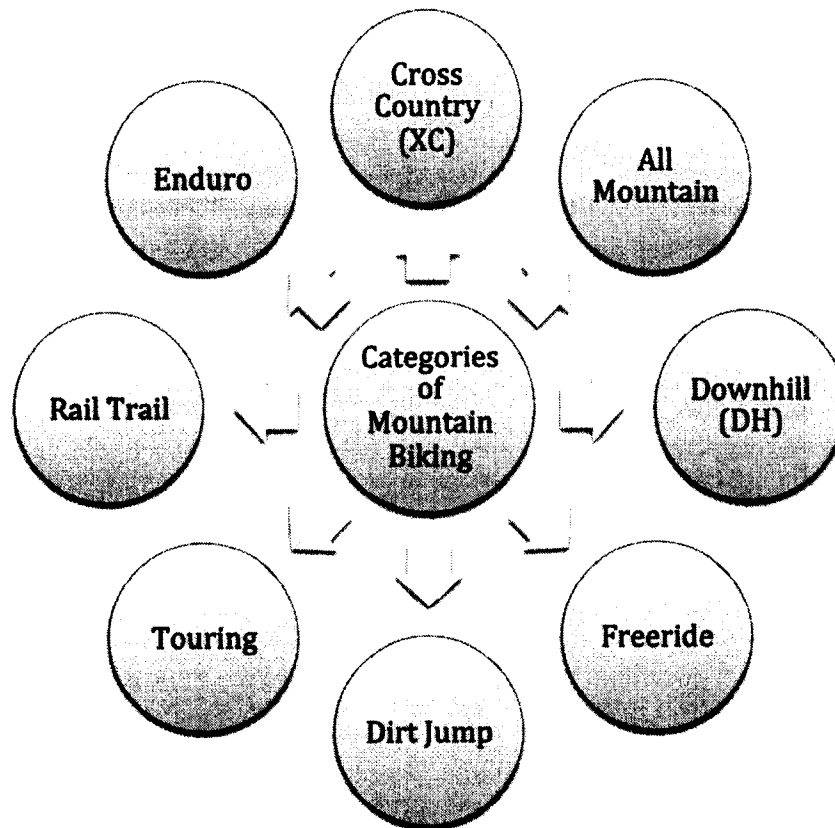 Cross
Country
(XC)
All
Mountain
Enduro
Categories
of
Mountain
Biking
Downhill
(DH)
Rail Trail
Freeride
Touring
Dirt Jump